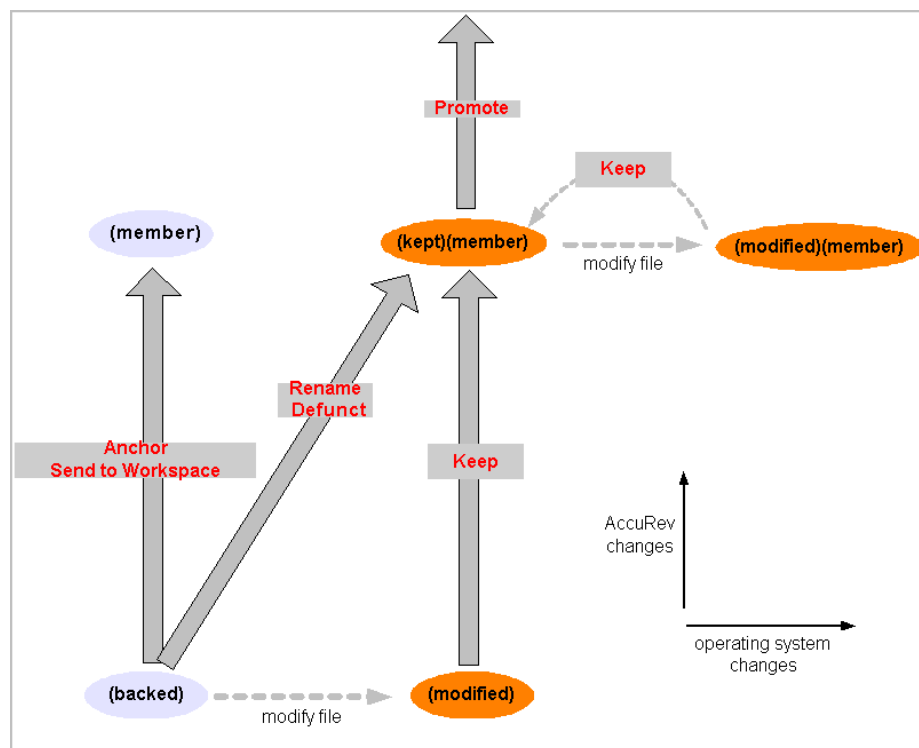 Promote
Keep
(member)
(kept)(member)
(modified)(member)
modify file
Rename
Defunct
Anchor
Send to Workspace
Keep
AccuRev
changes
operating system
changes
(backed)
(modified)
modify file